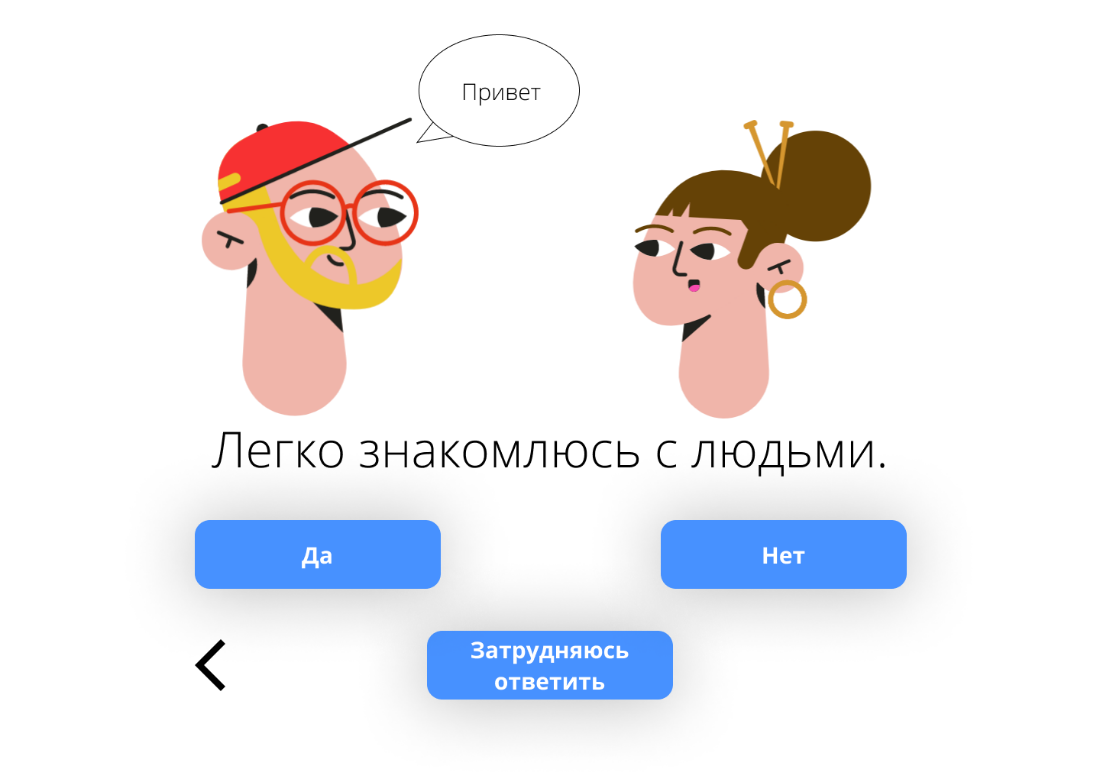 Привет
Легко знакомлюсь с людьми.
Да
Нет
Затрудняюсь
ответить